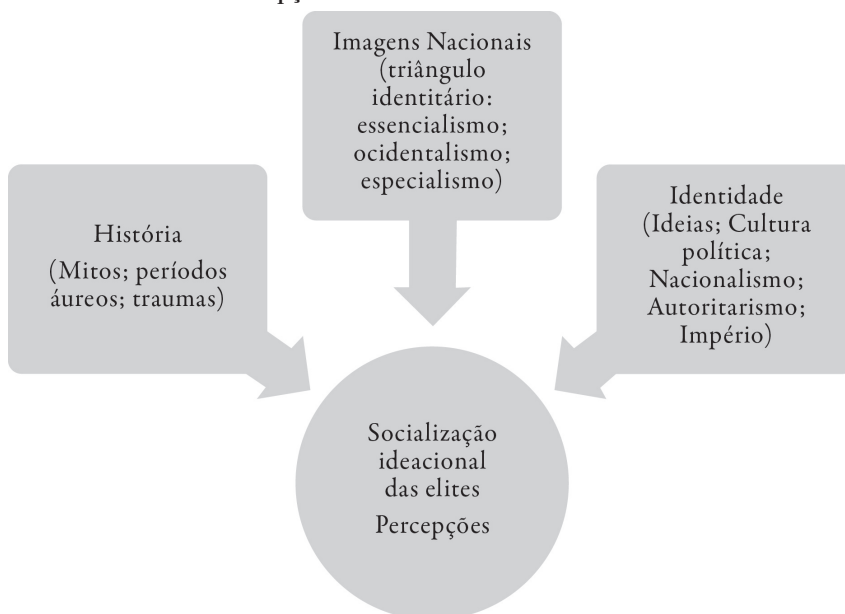 Imagens Nacionais
(triângulo
identitário:
essencialismo;
ocidentalismo;
especialismo)
História
(Mitos; períodos
áureos; traumas)
Identidade
(Ideias; Cultura
política;
Nacionalismo;
Autoritarismo;
Império)
Socialização
ideacional
das elites
Percepções